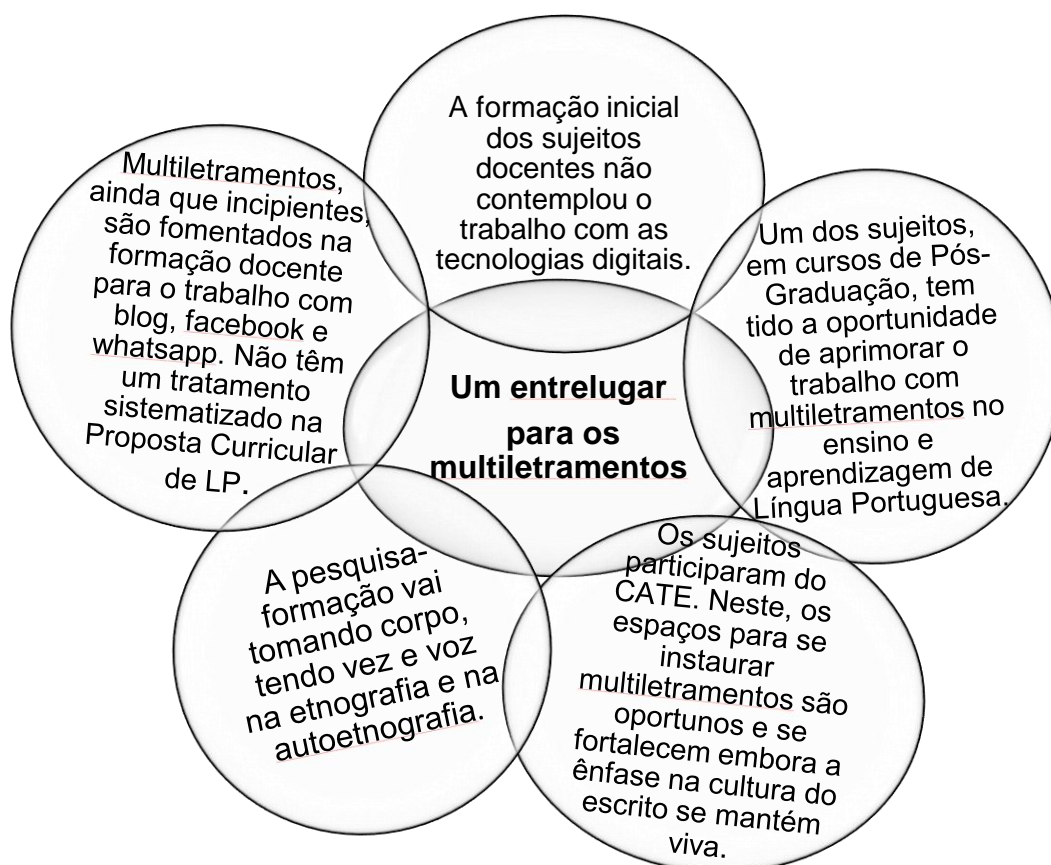 A formação inicial
dos sujeitos
docentes não
contemplou o
trabalho com as
tecnologias digitais.
Multiletramentos,
ainda que incipientes,
são fomentados na
formação docente
para o trabalho com
blog, facebook e
whatsapp. Não têm
um tratamento
sistematizado na
Proposta Curricular
de LP.
Um dos sujeitos,
em cursos de Pós-
Graduação, tem
tido a oportunidade
de aprimorar o
trabalho com
multiletramentos no
ensino e
aprendizagem de
Língua Portuguesa.
Um entrelugar
para os
multiletramentos
A pesquisa-
formação vai
tomando corpo,
tendo vez e voz
na etnografia e na
autoetnografia.
Os sujeitos
participaram do
CATE. Neste, os
espaços para se
instaurar
multiletramentos são
oportunos e se
fortalecem embora a
ênfase na cultura do
escrito se mantém
viva.